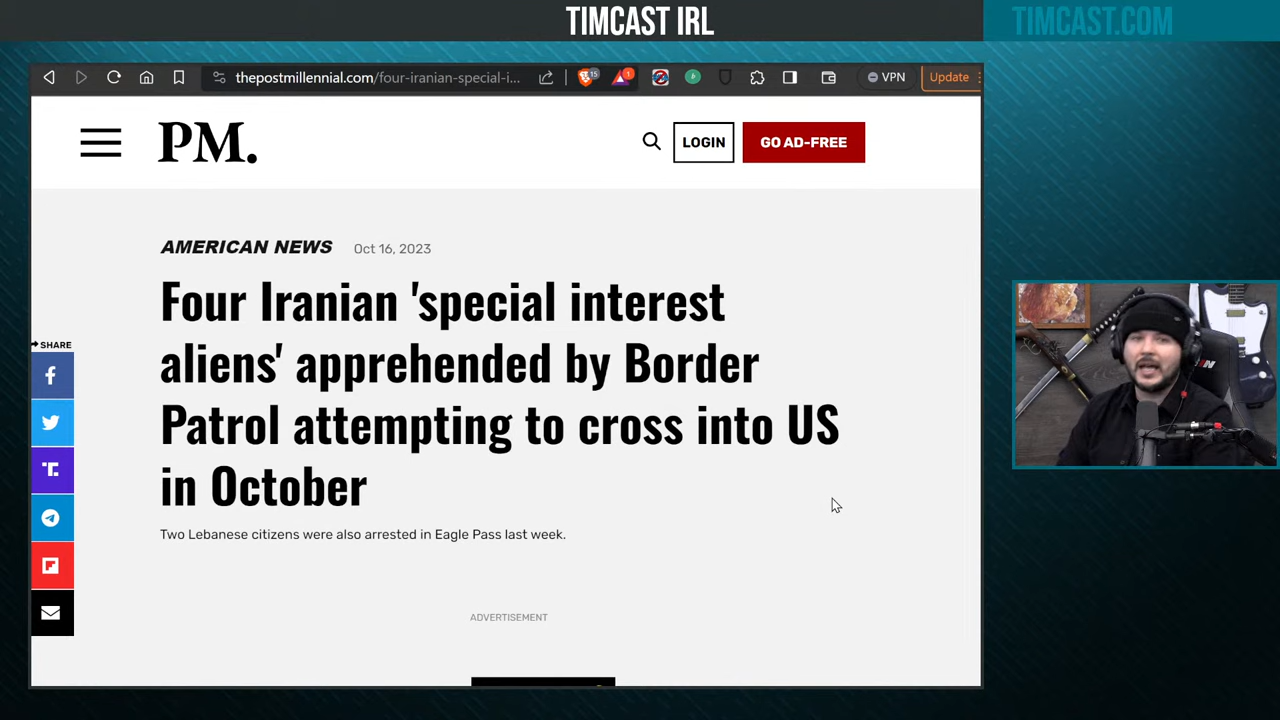 TIMCAST IRL
TIMCAST.COM
thepostmillennial.com/four-iranian-special-i...
15
1
VPN
Update
PM.
LOGIN
GO AD-FREE
AMERICAN NEWS
Oct 16, 2023
Four Iranian 'special interest
aliens' apprehended by Border
Patrol attempting to cross into US
in October
SHARE
Two Lebanese citizens were also arrested in Eagle Pass last week.
ADVERTISEMENT